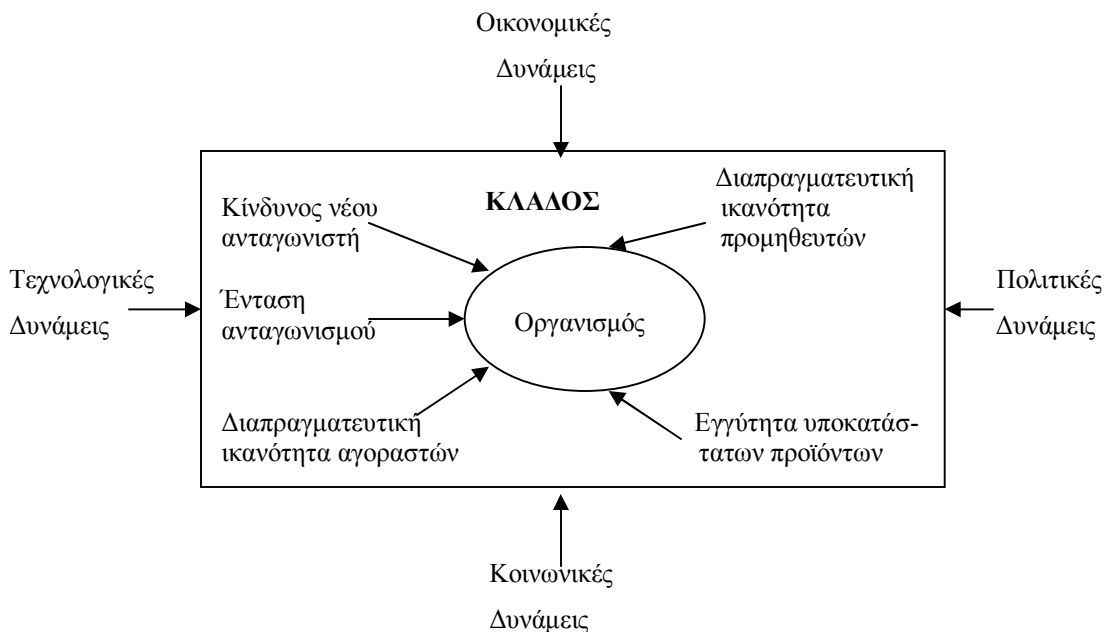 Οικονομικές
Δυνάμεις
ΚΛΑΔΟΣ
Κίνδυνος νέου
ανταγωνιστή
Διαπραγματευτική
ικανότητα
προμηθευτών
Τεχνολογικές
Δυνάμεις
Ένταση
ανταγωνισμού
Οργανισμός
Πολιτικές
Δυνάμεις
Διαπραγματευτική
ικανότητα αγοραστών
Εγγύτητα υποκατάσ-
τατων προϊόντων
Κοινωνικές
Δυνάμεις